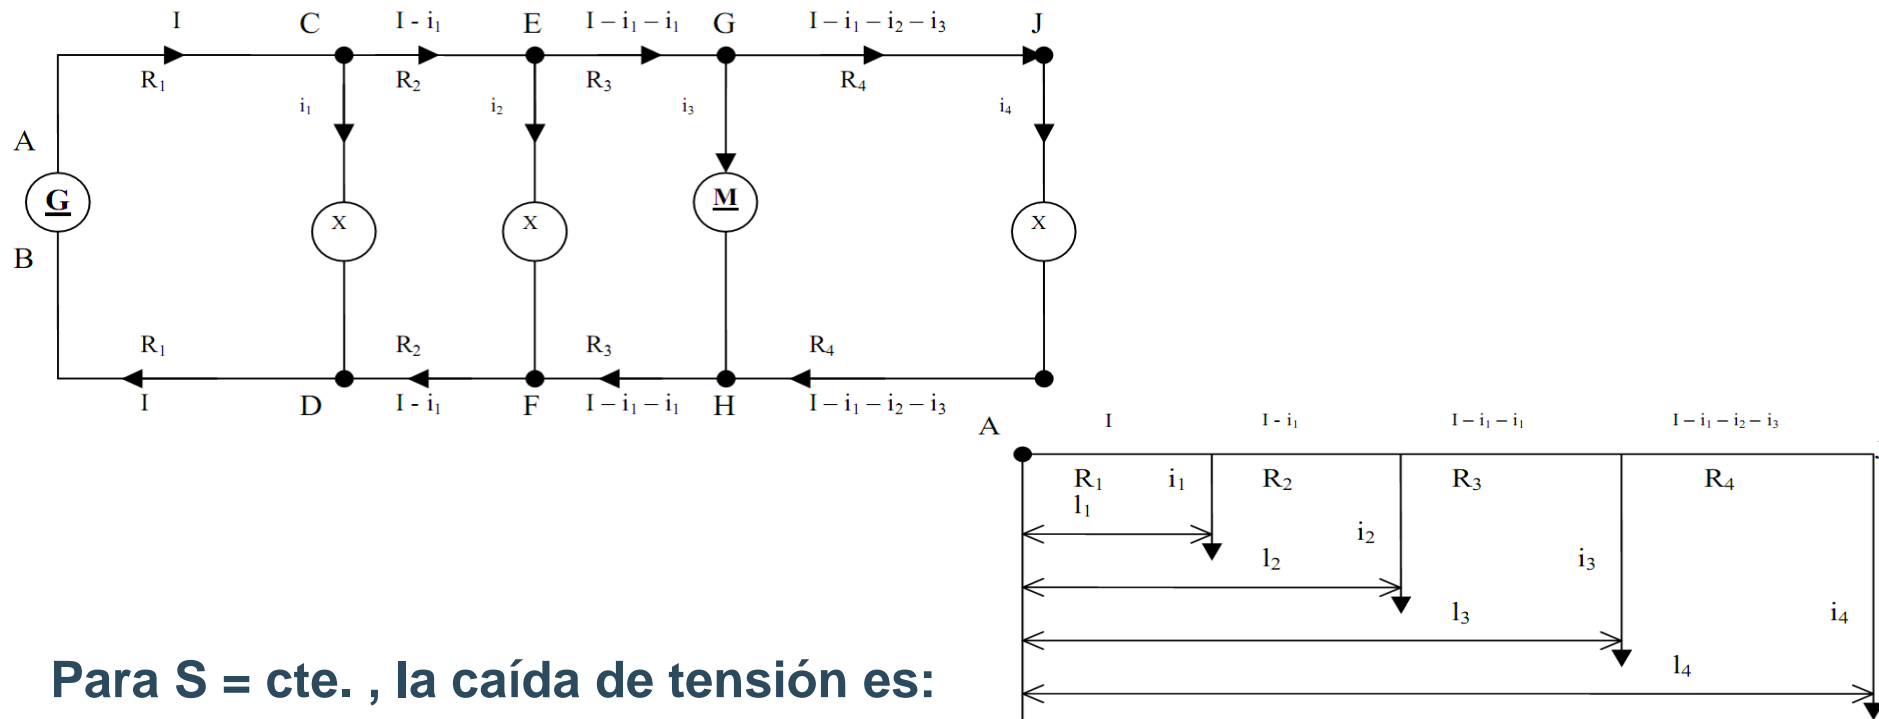 I C I - i₁ E I – i₁ – i₁ G I – i₁ – i₂ – i₃ J
R₁ R₂ R₃ R₄
i₁ i₂ i₃ i₄
A
G X X M X
B
R₁ R₂ R₃ R₄
I D I - i₁ F I – i₁ – i₁ H I – i₁ – i₂ – i₃
A I I - i₁ I – i₁ – i₁ I – i₁ – i₂ – i₃
R₁ i₁ R₂ R₃ R₄
l₁
i₂
l₂ i₃
l₃ i₄
l₄
Para S = cte. , la caída de tensión es: